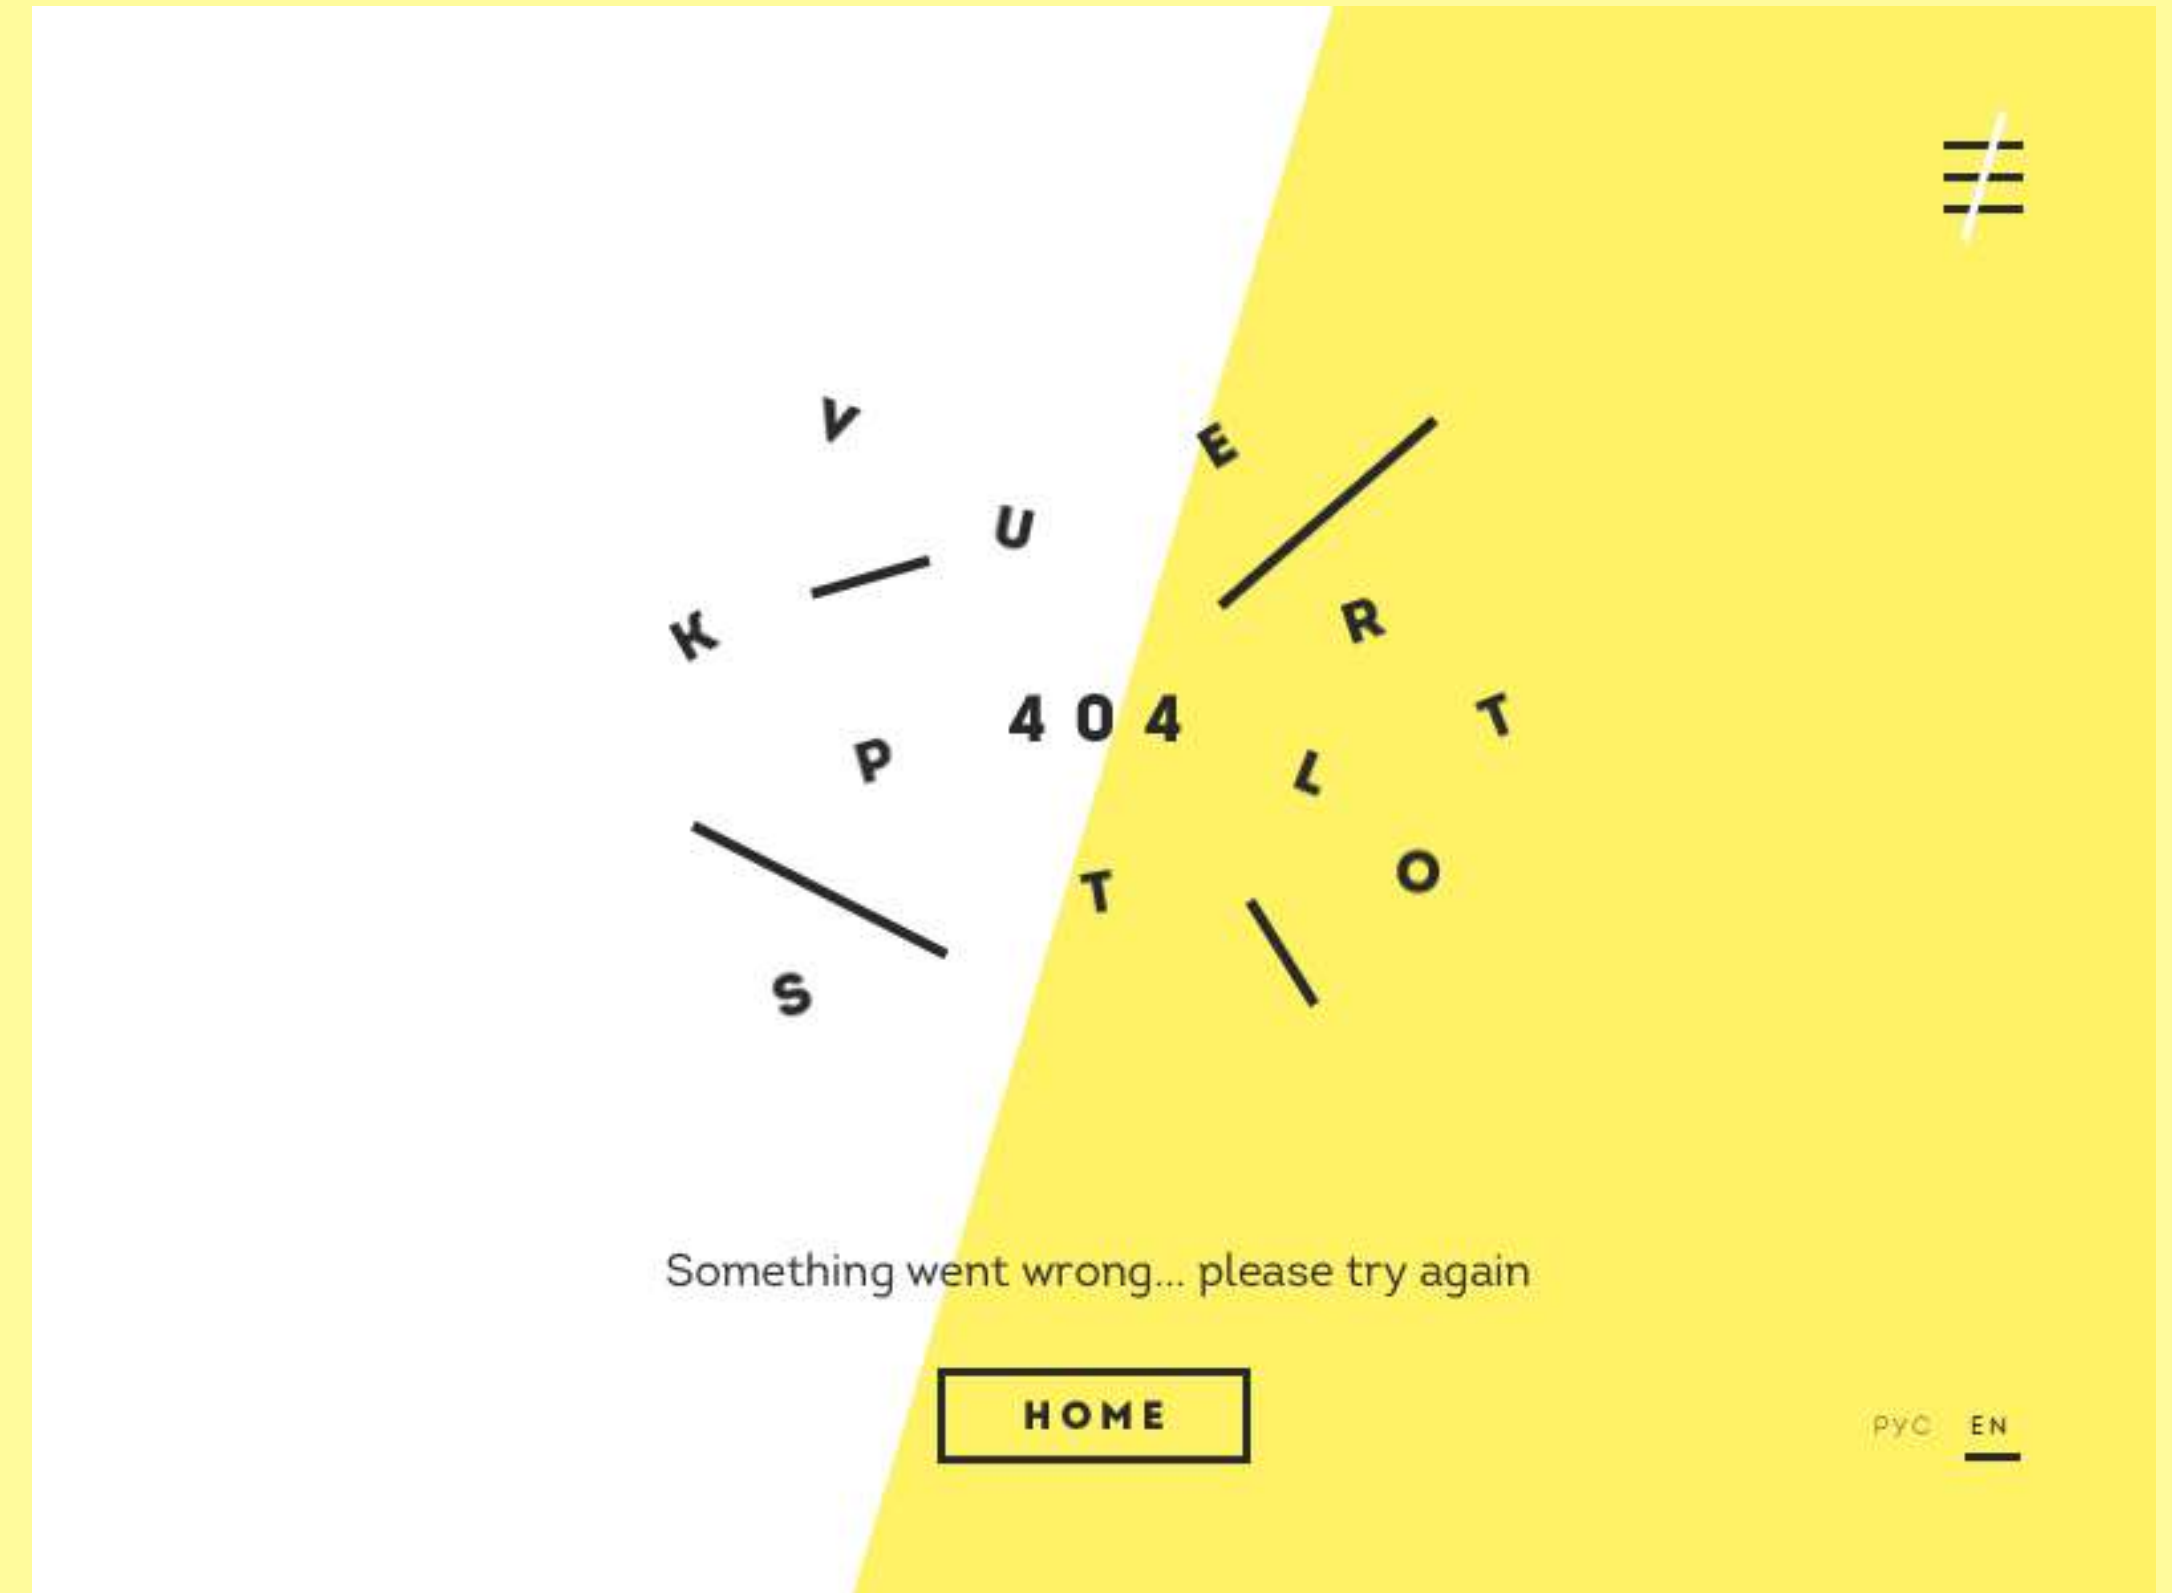 V
E
U
R
K
4 0 4
T
P
L
O
T
S
Something went wrong... please try again
HOME
РУС EN